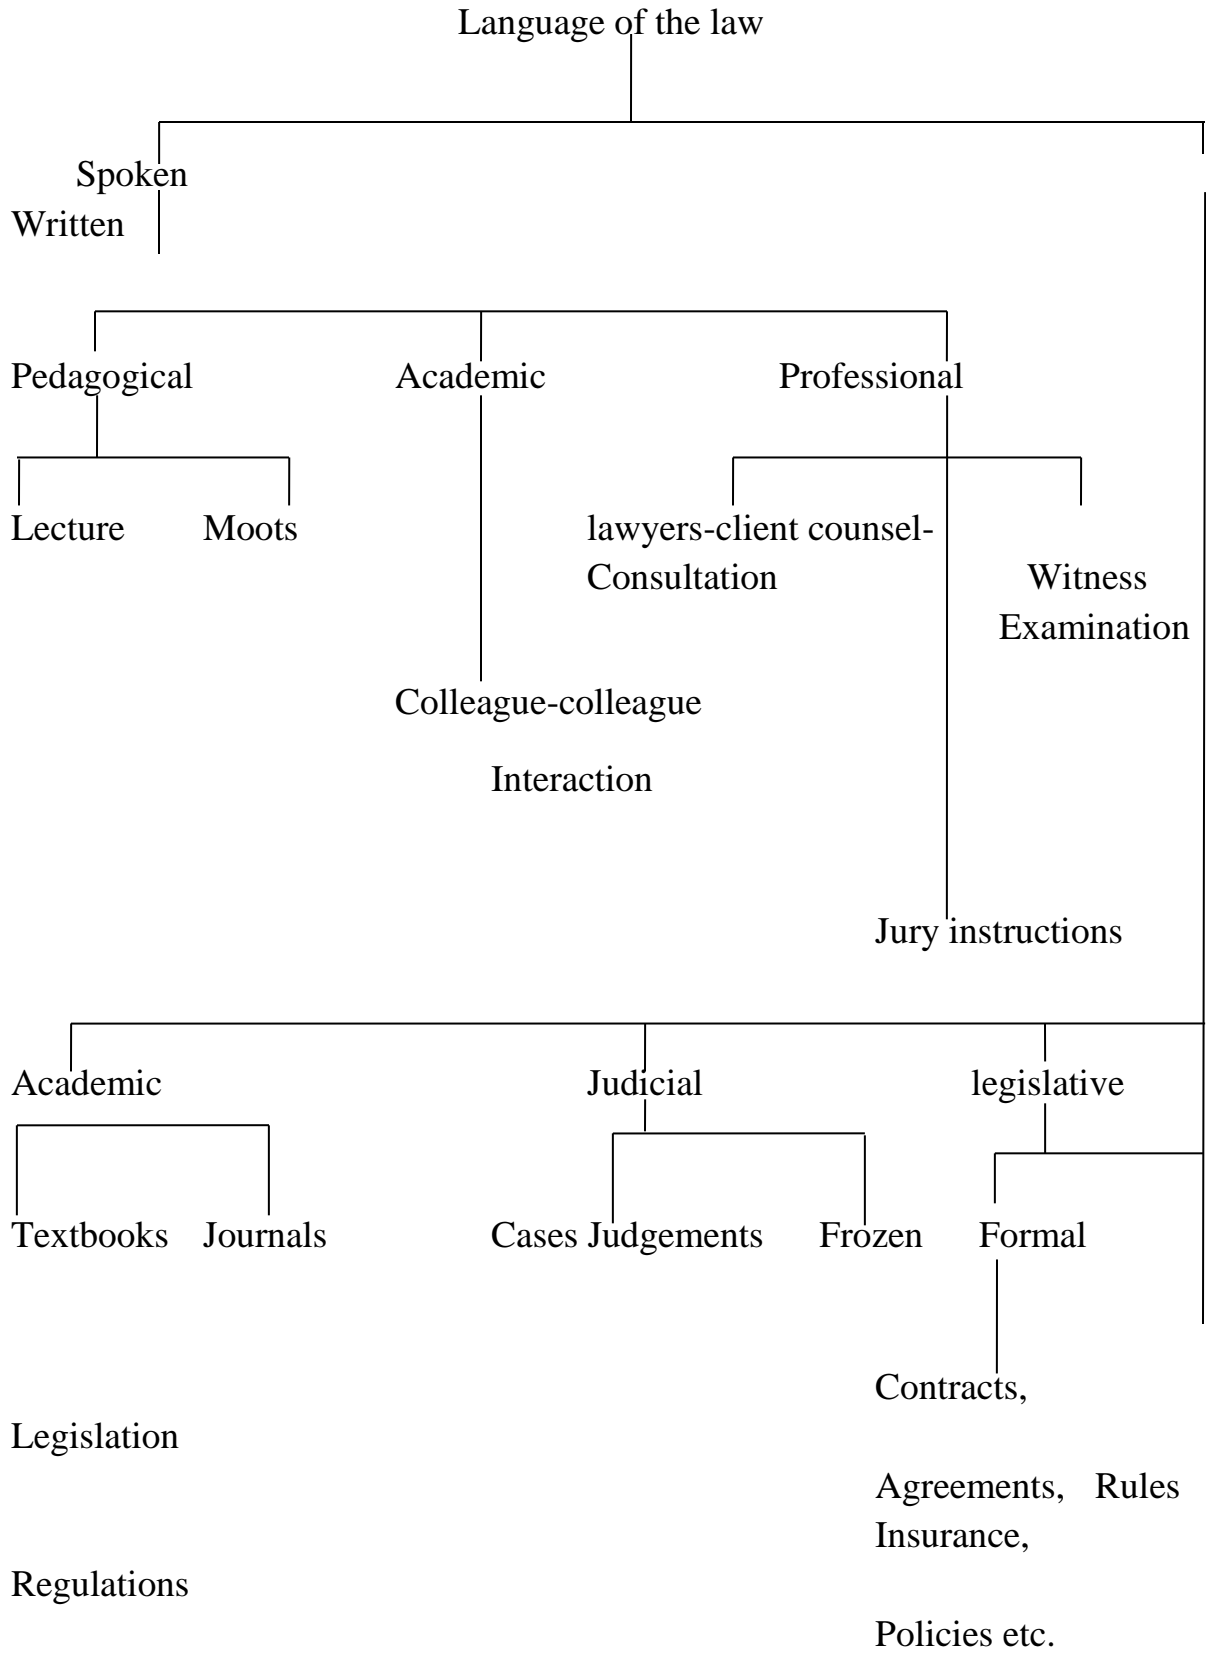 Language of the law
Spoken
Written
Pedagogical Academic Professional
Lecture Moots lawyers-client counsel-
Consultation Witness
Examination
Colleague-colleague
Interaction
Jury instructions
Academic Judicial legislative
Textbooks Journals Cases Judgements Frozen Formal
Contracts,
Legislation
Agreements, Rules
Insurance,
Regulations
Policies etc.